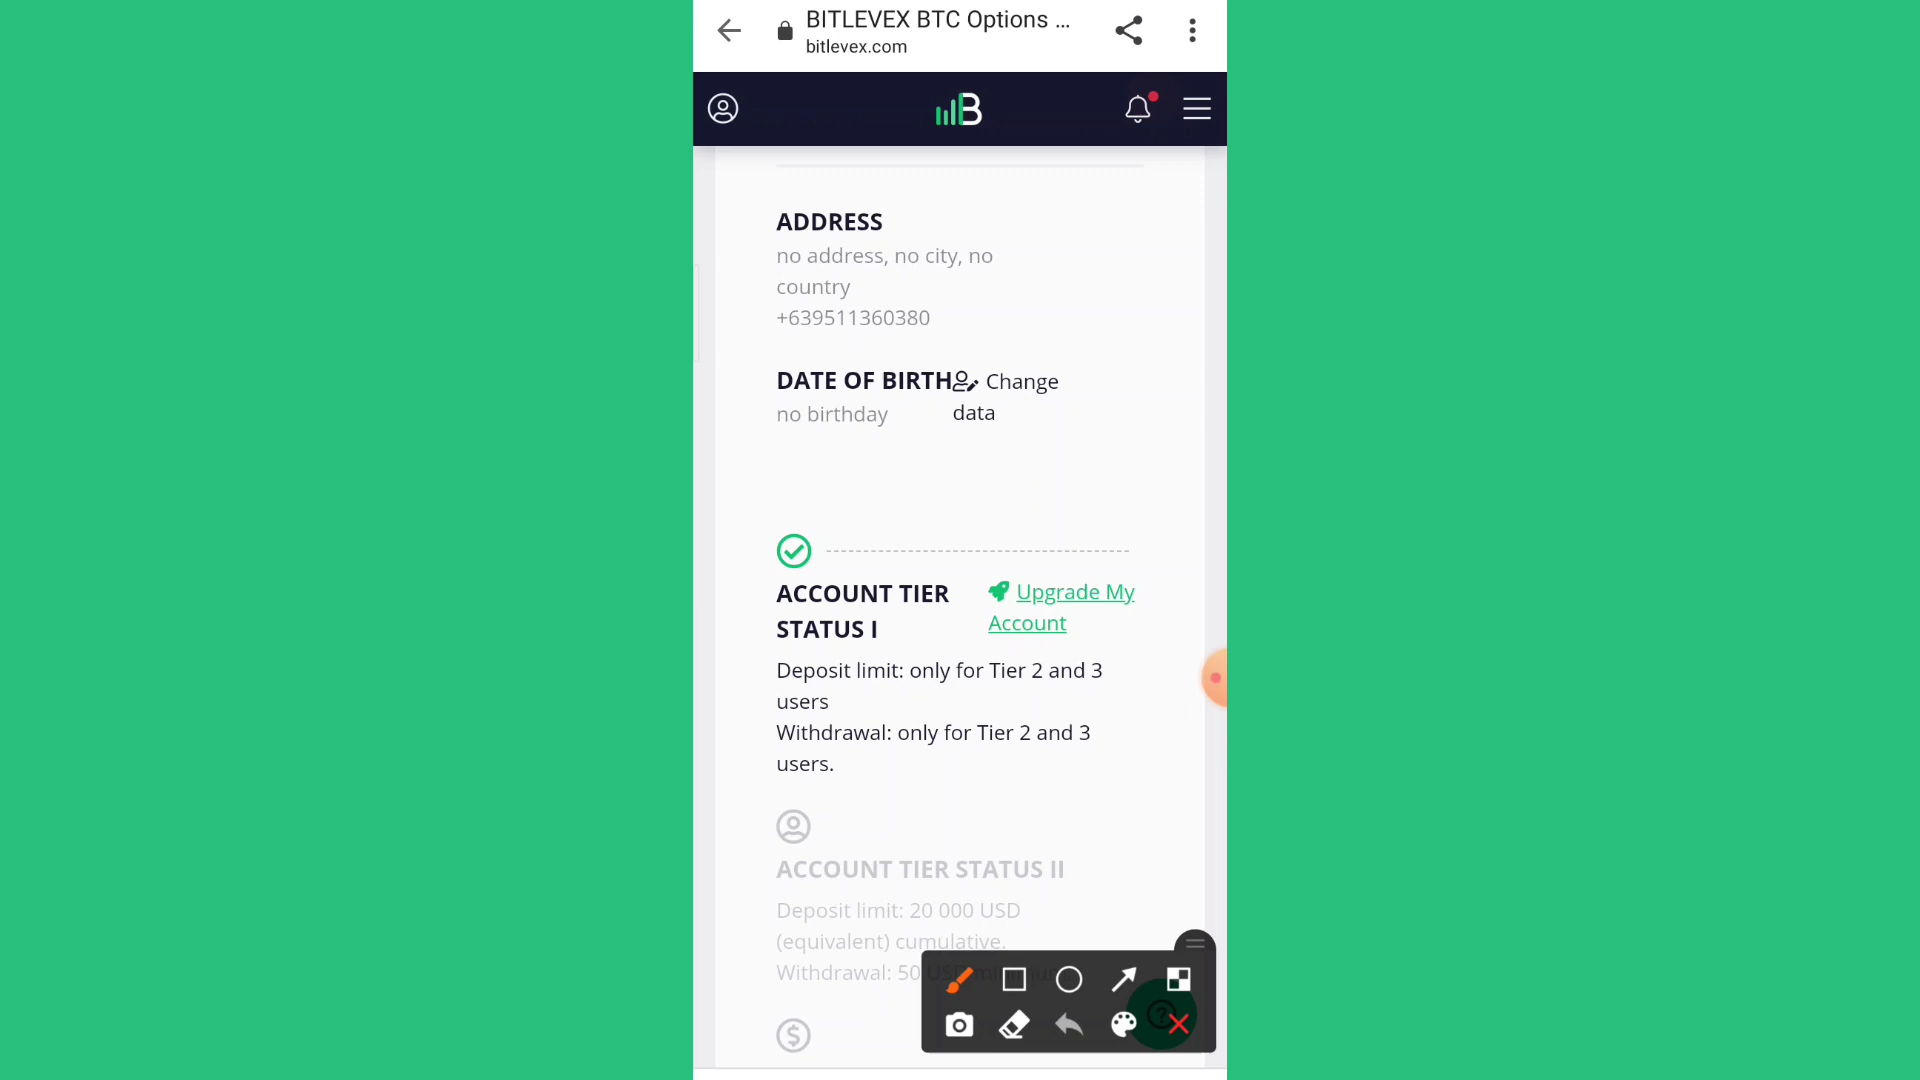 BITLEVEX BTC Options ...
bitlevex.com
B
ADDRESS
no address, no city, no
country
+639511360380
DATE OF BIRTH
no birthday
Change
data
ACCOUNT TIER
STATUS I
Upgrade My
Account
Deposit limit: only for Tier 2 and 3
users
Withdrawal: only for Tier 2 and 3
users.
ACCOUNT TIER STATUS II
Deposit limit: 20 000 USD
(equivalent) cumulative.
Withdrawal: 50 USD